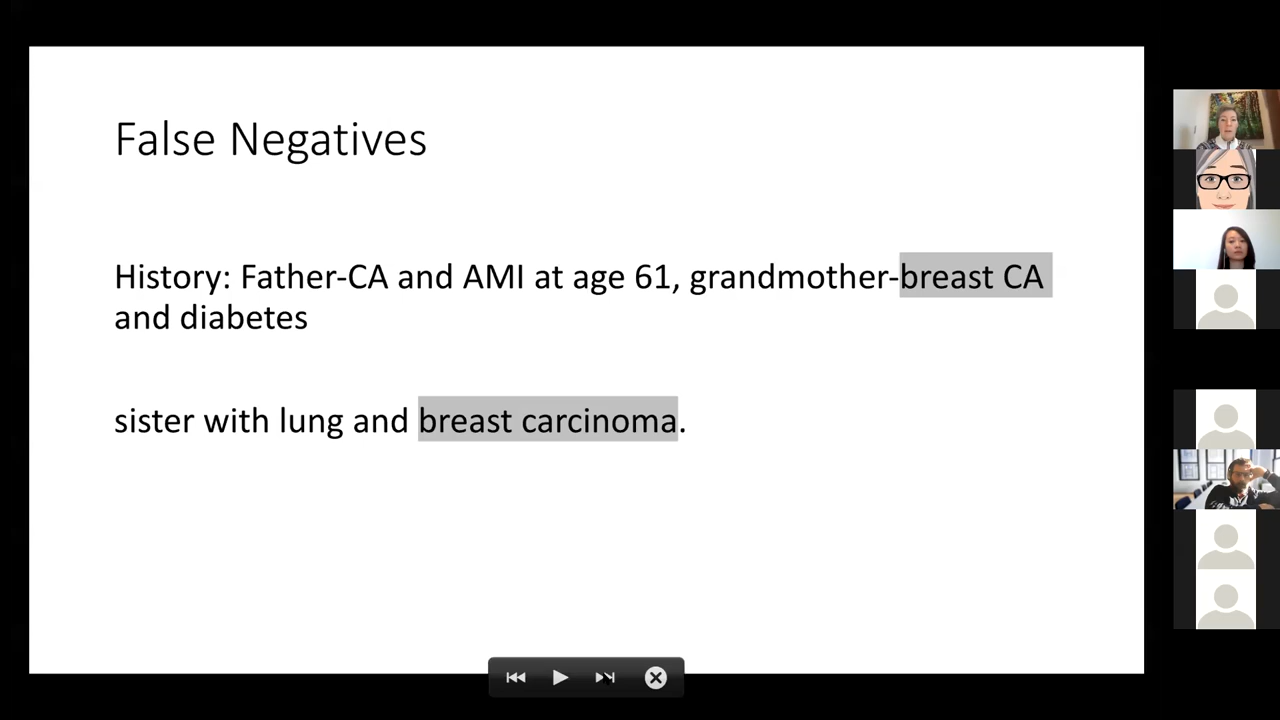 False Negatives
History: Father-CA and AMI at age 61, grandmother-breast CA
and diabetes
sister with lung and breast carcinoma.